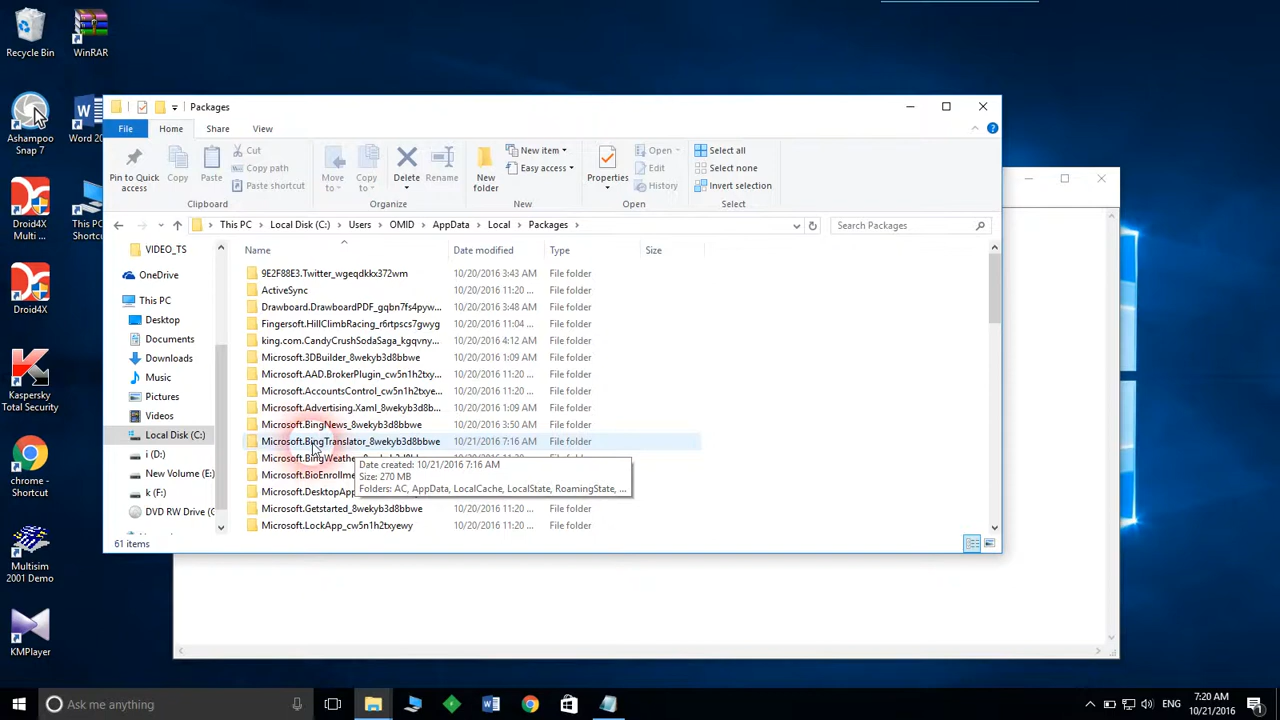 Recycle Bin
WinRAR
Ashampoo Snap 7
Word 20
Droid4X Multi ...
This PC Shortcu
Droid4X
Kaspersky Total Security
chrome - Shortcut
Multisim 2001 Demo
KMPlayer
Packages
File
Home
Share
View
Pin to Quick access
Copy
Paste
Cut
Copy path
Paste shortcut
Clipboard
Move to
Copy to
Delete
Rename
Organize
New folder
New item
Easy access
New
Properties
Open
Edit
History
Open
Select all
Select none
Invert selection
Select
This PC > Local Disk (C:) > Users > OMID > AppData > Local > Packages >
Search Packages
VIDEO_TS
OneDrive
This PC
Desktop
Documents
Downloads
Music
Pictures
Videos
Local Disk (C:)
i (D:)
New Volume (E:)
k (F:)
DVD RW Drive (G
Name Date modified Type Size
9E2F88E3.Twitter_wgeqdkkx372wm 10/20/2016 3:43 AM File folder
ActiveSync 10/20/2016 11:20 ... File folder
Drawboard.DrawboardPDF_gqbn7fs4pyw... 10/20/2016 3:48 AM File folder
Fingersoft.HillClimbRacing_r6rtpscs7gwyg 10/20/2016 11:04 ... File folder
king.com.CandyCrushSodaSaga_kgqvny... 10/20/2016 4:12 AM File folder
Microsoft.3DBuilder_8wekyb3d8bbwe 10/20/2016 1:09 AM File folder
Microsoft.AAD.BrokerPlugin_cw5n1h2txy... 10/20/2016 11:20 ... File folder
Microsoft.AccountsControl_cw5n1h2txye... 10/20/2016 11:20 ... File folder
Microsoft.Advertising.Xaml_8wekyb3d8b... 10/20/2016 1:09 AM File folder
Microsoft.BingNews_8wekyb3d8bbwe 10/20/2016 3:50 AM File folder
Microsoft.BingTranslator_8wekyb3d8bbwe 10/21/2016 7:16 AM File folder
Microsoft.BingWeather_8wekyb3d8bb
Microsoft.BioEnrollme
Microsoft.DesktopApp
Date created: 10/21/2016 7:16 AM
Size: 270 MB
Folders: AC, AppData, LocalCache, LocalState, RoamingState, ...
Microsoft.Getstarted_8wekyb3d8bbwe 10/20/2016 11:20 ... File folder
Microsoft.LockApp_cw5n1h2txyewy 10/20/2016 11:20 ... File folder
61 items
Ask me anything
ENG
7:20 AM
10/21/2016
1